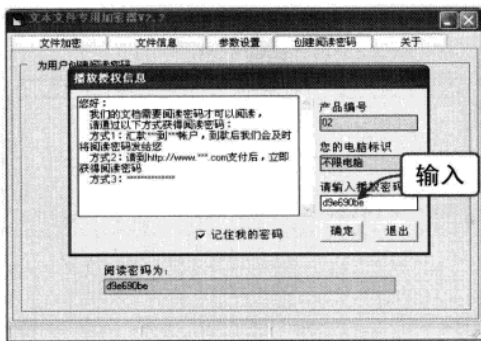 文本文件专用加密器V2.7
文件加密 文件信息 参数设置 创建阅读密码 关于
为用户创建阅读密码
播放授权信息
您好：
我们的文档需要阅读密码才可以阅读，
请通过以下方式获得阅读密码：
方式1：汇款***到***帐户，到款后我们会及时
将阅读密码发给您
方式2：请到http://www.***.com支付后，立即
获得阅读密码
方式3：*************
产品编号
02
您的电脑标识
不限电脑
请输入播放密码
d9e690be
输入
记住我的密码
确定 退出
阅读密码为：
d9e690be